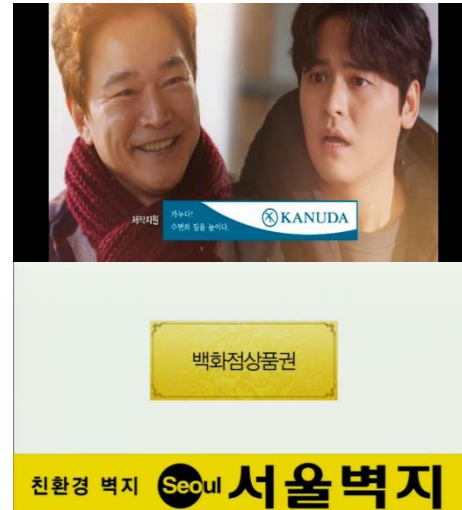 제작지원
가누다!
수면의 질을 높이다.
KANUDA
백화점상품권
친환경 벽지 Seoul 서울벽지